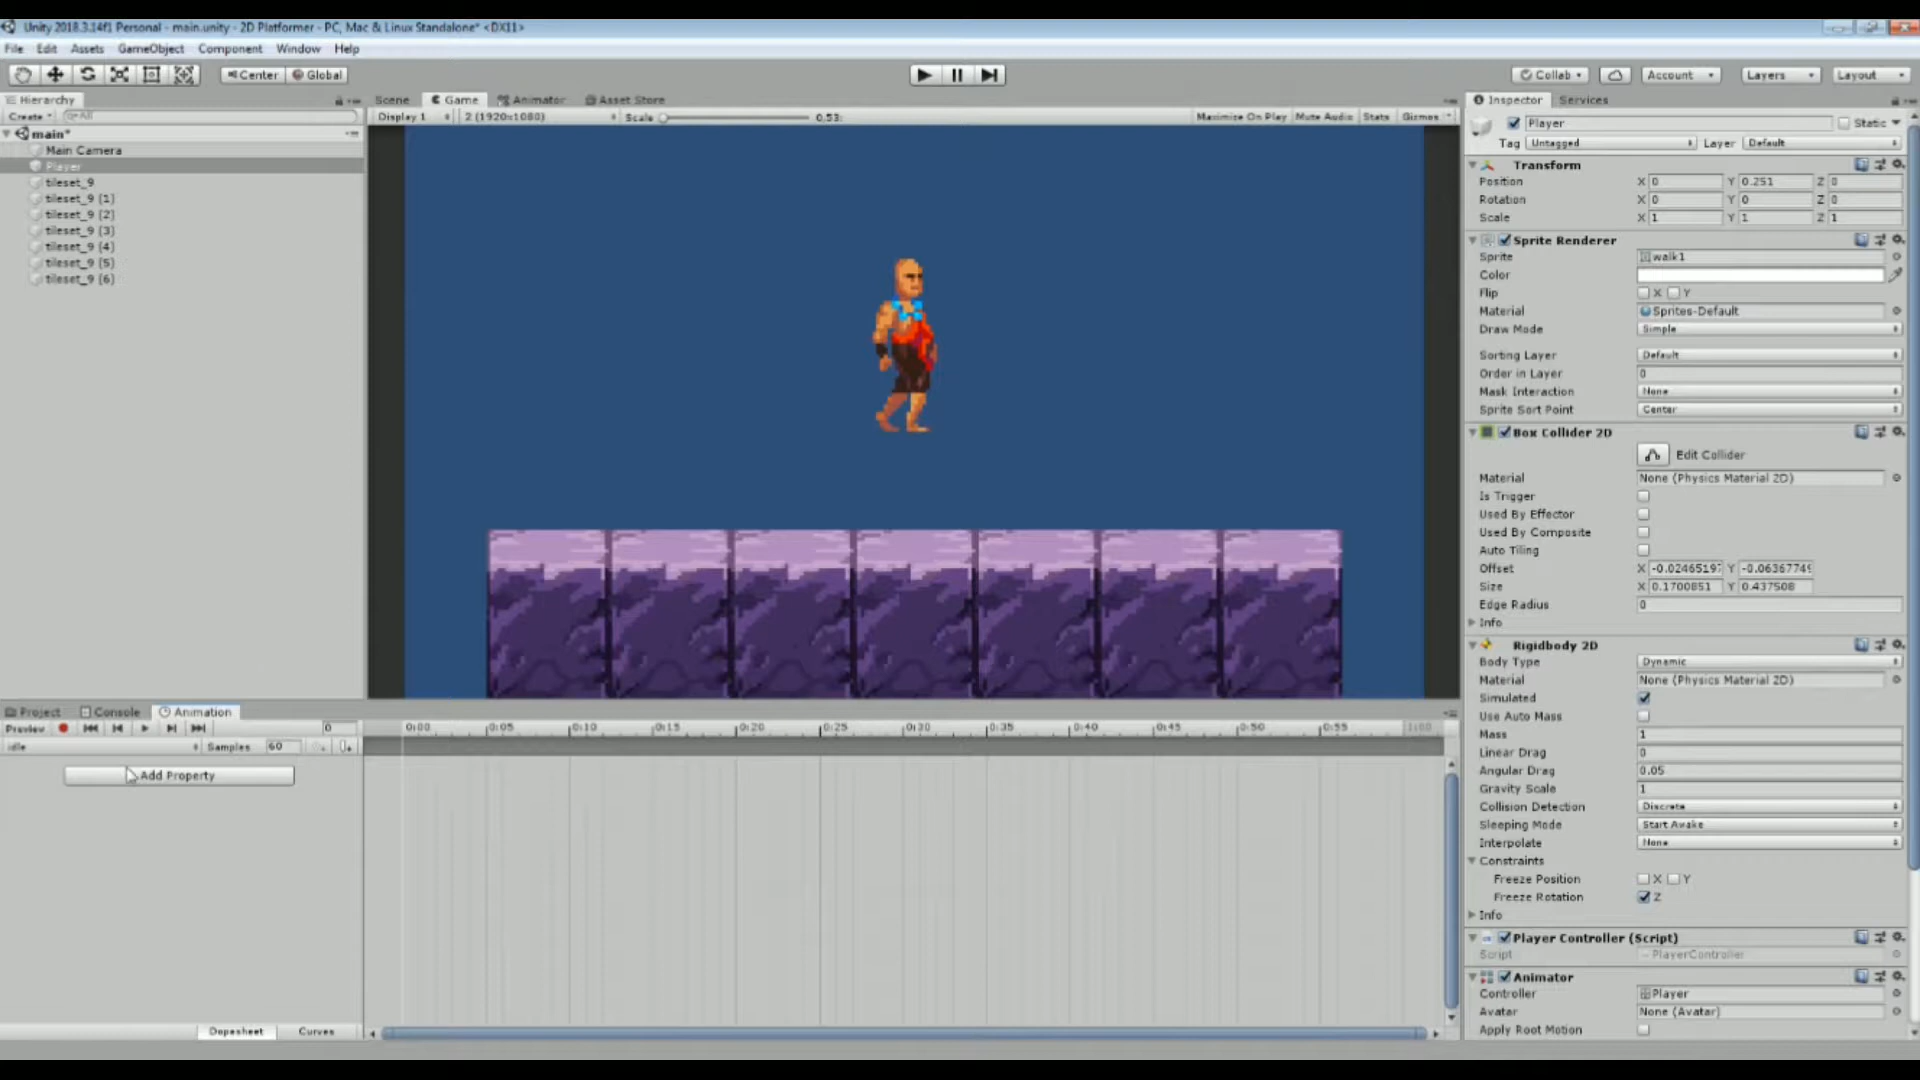 Unity 2018.3.14f1 Personal - main.unity - 2D Platformer - PC, Mac & Linux Standalone* <DX11>
File Edit Assets GameObject Component Window Help
Center Global Collab Account Layers Layout
Hierarchy
Create All
main*
Main Camera
Player
tileset_9
tileset_9 (1)
tileset_9 (2)
tileset_9 (3)
tileset_9 (4)
tileset_9 (5)
tileset_9 (6)
Scene Game Animator Asset Store
Display 1 2 (1920x1080) Scale 0.53: Maximize On Play Mute Audio Stats Gizmos
Inspector Services
Player Static
Tag Untagged Layer Default
Transform
Position X 0 Y 0.251 Z 0
Rotation X 0 Y 0 Z 0
Scale X 1 Y 1 Z 1
Sprite Renderer
Sprite walk1
Color
Flip X Y
Material Sprites-Default
Draw Mode Simple
Sorting Layer Default
Order in Layer 0
Mask Interaction None
Sprite Sort Point Center
Box Collider 2D
Edit Collider
Material None (Physics Material 2D)
Is Trigger
Used By Effector
Used By Composite
Auto Tiling
Offset X -0.02465197 Y -0.06367749
Size X 0.1700851 Y 0.437508
Edge Radius 0
Info
Rigidbody 2D
Body Type Dynamic
Material None (Physics Material 2D)
Simulated
Use Auto Mass
Mass 1
Linear Drag 0
Angular Drag 0.05
Gravity Scale 1
Collision Detection Discrete
Sleeping Mode Start Awake
Interpolate None
Constraints
Freeze Position X Y
Freeze Rotation Z
Info
Player Controller (Script)
Script PlayerController
Animator
Controller Player
Avatar None (Avatar)
Apply Root Motion
Project Console Animation
Preview 0 0:00 0:05 0:10 0:15 0:20 0:25 0:30 0:35 0:40 0:45 0:50 0:55 1:00
idle Samples 60
Add Property
Dopesheet Curves